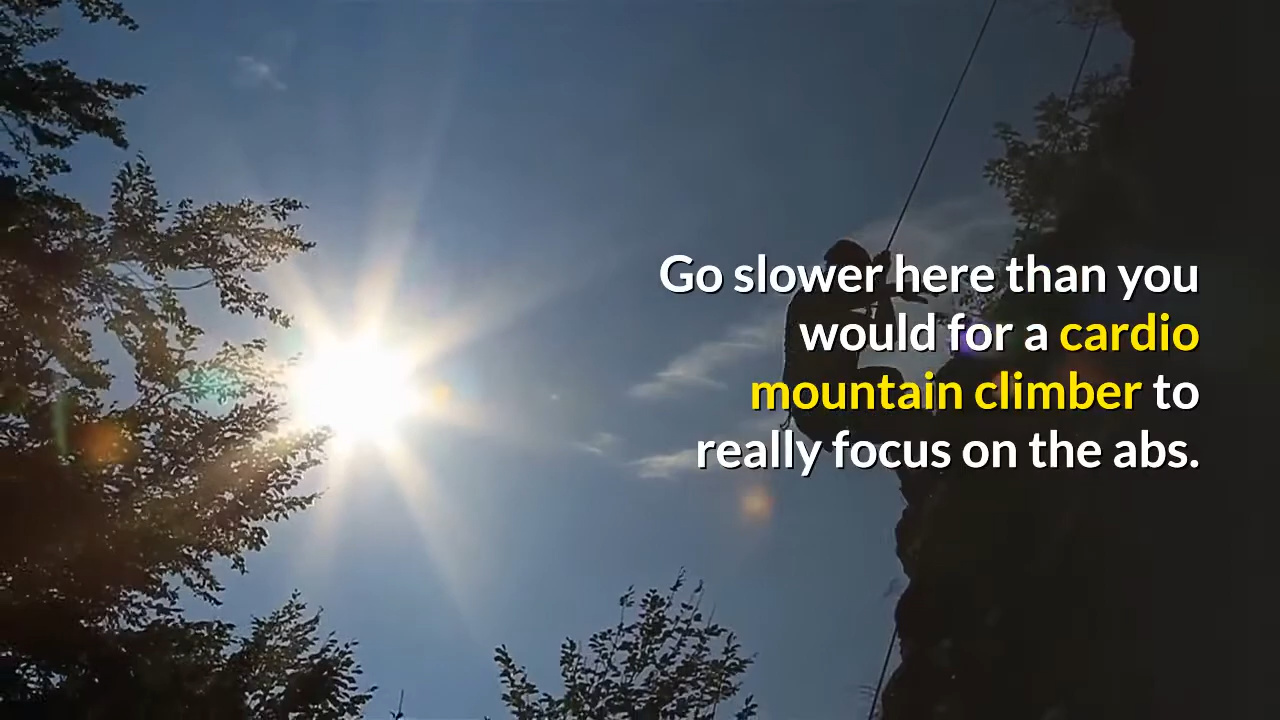 Go slower here than you
would for a cardio
mountain climber to
really focus on the abs.